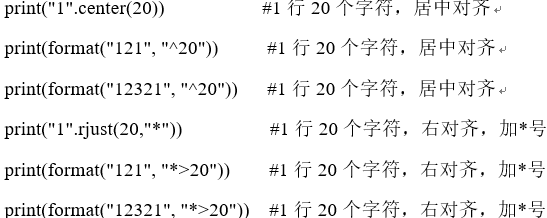 print("1".center(20)) #1 行 20 个字符，居中对齐
print(format("121", "^20")) #1 行 20 个字符，居中对齐
print(format("12321", "^20")) #1 行 20 个字符，居中对齐
print("1".rjust(20,"*")) #1 行 20 个字符，右对齐，加*号
print(format("121", "*>20")) #1 行 20 个字符，右对齐，加*号
print(format("12321", "*>20")) #1 行 20 个字符，右对齐，加*号